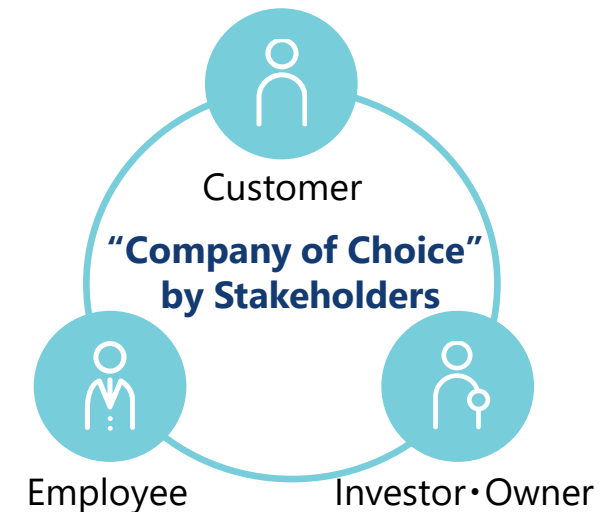 Customer
“Company of Choice”
by Stakeholders
Employee
Investor・Owner